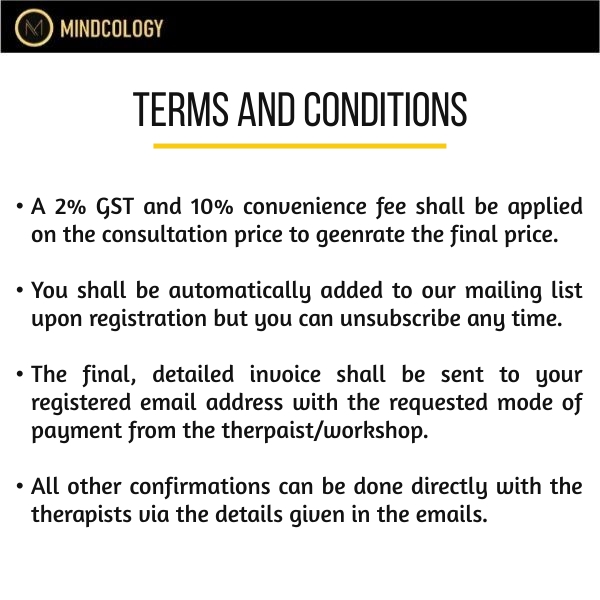 MINDCOLOGY
TERMS AND CONDITIONS
• A 2% GST and 10% convenience fee shall be applied
on the consultation price to geenrate the final price.
• You shall be automatically added to our mailing list
upon registration but you can unsubscribe any time.
• The final, detailed invoice shall be sent to your
registered email address with the requested mode of
payment from the therpaist/workshop.
• All other confirmations can be done directly with the
therapists via the details given in the emails.